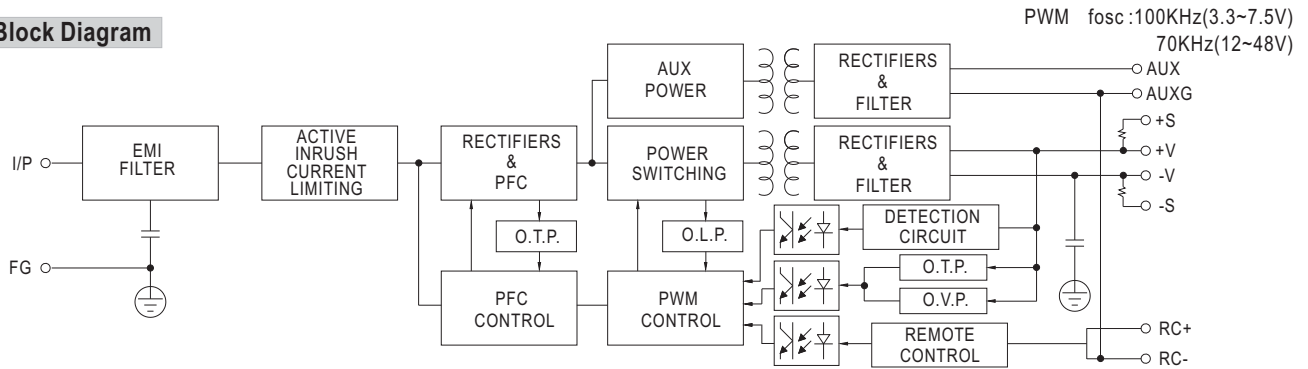 Block Diagram
PWM fosc :100KHz(3.3~7.5V)
70KHz(12~48V)
I/P
FG
EMI
FILTER
ACTIVE
INRUSH
CURRENT
LIMITING
RECTIFIERS
&
PFC
O.T.P.
PFC
CONTROL
AUX
POWER
POWER
SWITCHING
O.L.P.
PWM
CONTROL
RECTIFIERS
&
FILTER
RECTIFIERS
&
FILTER
DETECTION
CIRCUIT
O.T.P.
O.V.P.
REMOTE
CONTROL
AUX
AUXG
+S
+V
-V
-S
RC+
RC-